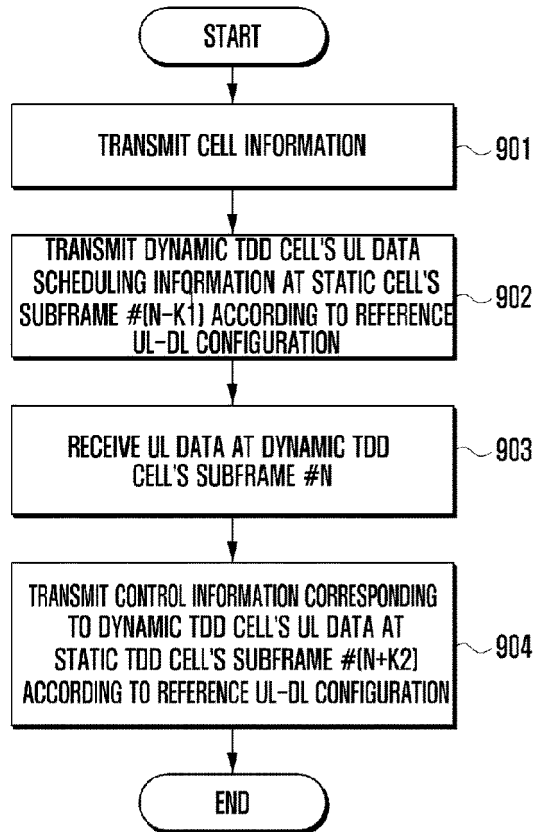 START
TRANSMIT CELL INFORMATION
901
TRANSMIT DYNAMIC TDD CELL'S UL DATA
SCHEDULING INFORMATION AT STATIC CELL'S
SUBFRAME #(N-K1) ACCORDING TO REFERENCE
UL-DL CONFIGURATION
902
RECEIVE UL DATA AT DYNAMIC TDD
CELL'S SUBFRAME #N
903
TRANSMIT CONTROL INFORMATION CORRESPONDING
TO DYNAMIC TDD CELL'S UL DATA AT
STATIC TDD CELL'S SUBFRAME #(N+K2)
ACCORDING TO REFERENCE UL-DL CONFIGURATION
904
END